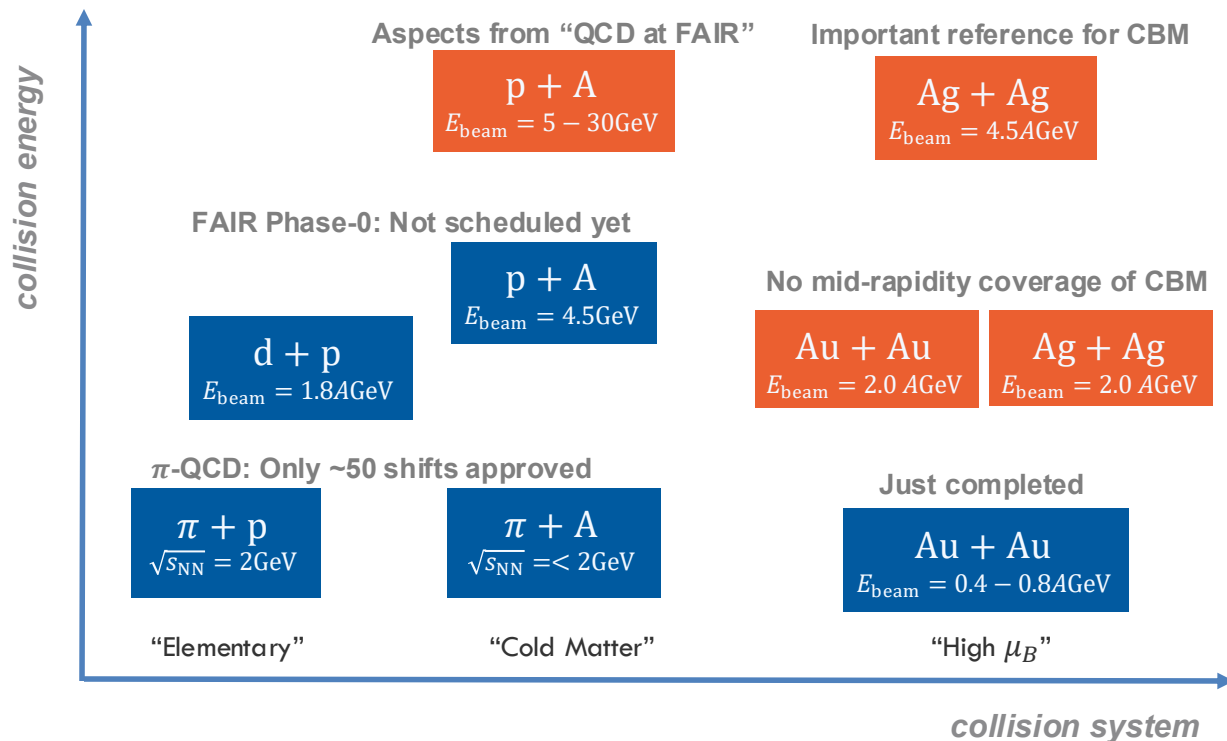 Aspects from “QCD at FAIR”
Important reference for CBM
p + A
E_beam = 5 − 30GeV
Ag + Ag
E_beam = 4.5AGeV
collision energy
FAIR Phase-0: Not scheduled yet
p + A
E_beam = 4.5GeV
d + p
E_beam = 1.8AGeV
No mid-rapidity coverage of CBM
Au + Au
E_beam = 2.0 AGeV
Ag + Ag
E_beam = 2.0 AGeV
π-QCD: Only ~50 shifts approved
π + p
√s_NN = 2GeV
π + A
√s_NN =< 2GeV
Just completed
Au + Au
E_beam = 0.4 − 0.8AGeV
“Elementary”
“Cold Matter”
“High μ_B”
collision system